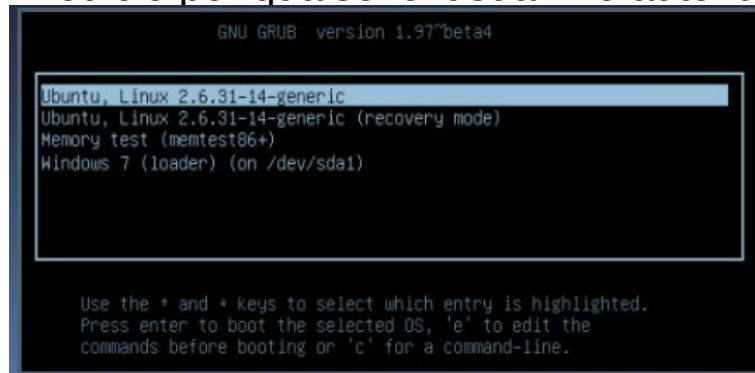 GNU GRUB version 1.97~beta4
Ubuntu, Linux 2.6.31-14-generic
Ubuntu, Linux 2.6.31-14-generic (recovery mode)
Memory test (memtest86+)
Windows 7 (loader) (on /dev/sda1)
Use the ↑ and ↓ keys to select which entry is highlighted.
Press enter to boot the selected OS, 'e' to edit the
commands before booting or 'c' for a command-line.